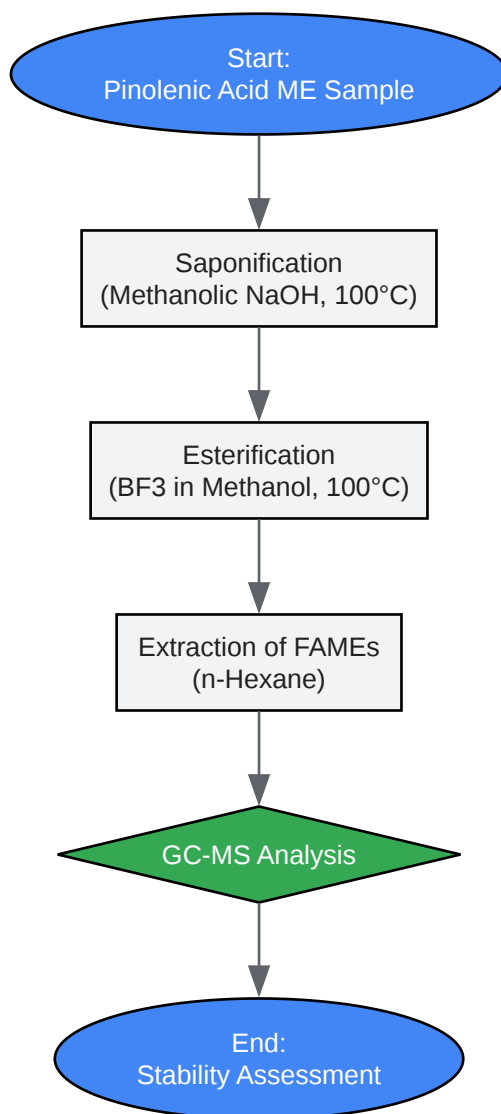 Start:
Pinolenic Acid ME Sample
Saponification
(Methanolic NaOH, 100°C)
Esterification
(BF3 in Methanol, 100°C)
Extraction of FAMEs
(n-Hexane)
GC-MS Analysis
End:
Stability Assessment